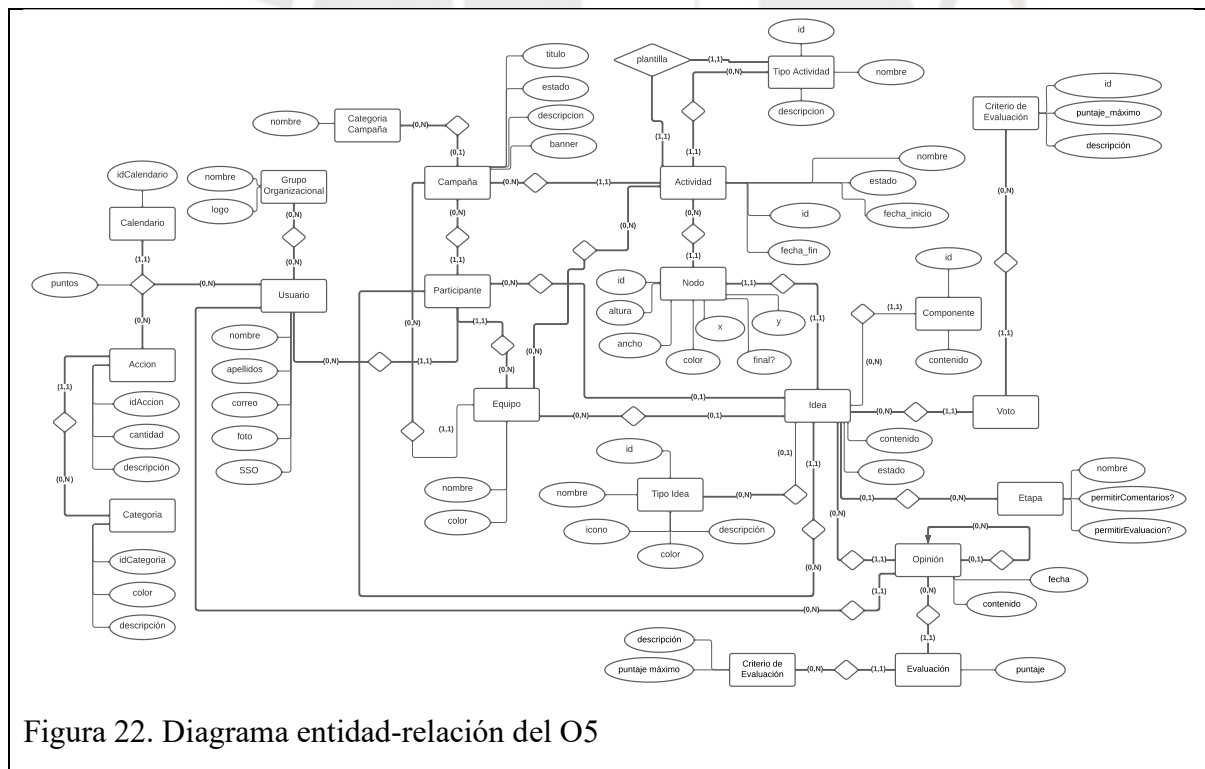 id
titulo
plantilla
(1,1)
Tipo Actividad
nombre
(0,N)
estado
id
Criterio de
Evaluación
puntaje_máximo
descripción
descripcion
descripcion
nombre
Categoria
Campaña
(0,N)
banner
(0,1)
(1,1)
(1,1)
idCalendario
nombre
Grupo
Organizacional
logo
Campaña
(0,N)
(1,1)
Actividad
nombre
estado
(0,N)
fecha_inicio
id
Calendario
(0,N)
(0,N)
(0,N)
(0,N)
(1,1)
(0,N)
(1,1)
(1,1)
fecha_fin
id
puntos
(0,N)
Usuario
Participante
(0,N)
id
Nodo
(1,1)
altura
y
x
Componente
(1,1)
(0,N)
(0,N)
nombre
(1,1)
ancho
color
final?
(1,1)
contenido
Accion
(0,N)
(1,1)
(0,N)
(0,N)
(1,1)
(1,1)
apellidos
(0,N)
idAccion
correo
Equipo
(0,1)
Idea
Voto
cantidad
foto
(1,1)
(0,N)
(0,1)
(0,N)
(1,1)
contenido
descripción
SSO
id
(0,1)
(1,1)
estado
nombre
(0,N)
nombre
nombre
Tipo Idea
(0,N)
(0,1)
(0,N)
Etapa
permitirComentarios?
Categoria
color
icono
descripción
(0,N)
permitirEvaluacion?
color
(0,N)
(0,N)
idCategoria
(1,1)
Opinión
(0,1)
color
(1,1)
(0,N)
fecha
descripción
(0,N)
contenido
descripción
(1,1)
puntaje máximo
Criterio de
Evaluación
(0,N)
(1,1)
Evaluación
puntaje
Figura 22. Diagrama entidad-relación del O5